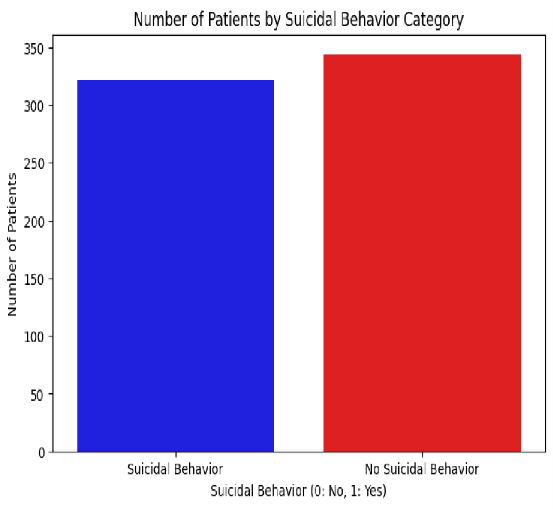 Number of Patients by Suicidal Behavior Category
350
300
250
200
150
100
50
0
Number of Patients
Suicidal Behavior
No Suicidal Behavior
Suicidal Behavior (0: No, 1: Yes)